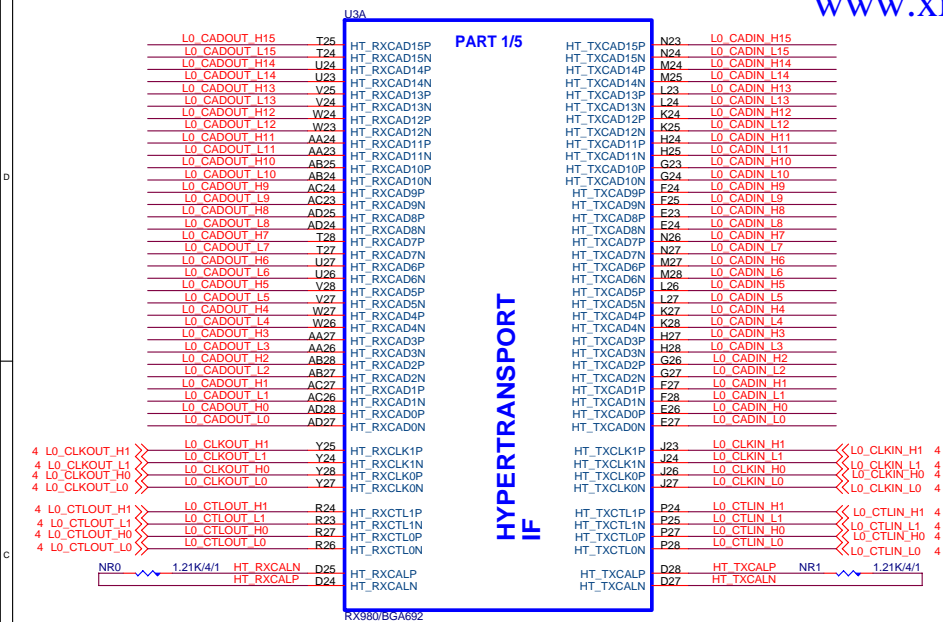 www.x
U3A
PART 1/5
L0_CADOUT_H15 T25 HT_RXCAD15P HT_TXCAD15P N23 L0_CADIN_H15
L0_CADOUT_L15 T24 HT_RXCAD15N HT_TXCAD15N N24 L0_CADIN_L15
L0_CADOUT_H14 U24 HT_RXCAD14P HT_TXCAD14P M24 L0_CADIN_H14
L0_CADOUT_L14 U23 HT_RXCAD14N HT_TXCAD14N M25 L0_CADIN_L14
L0_CADOUT_H13 V25 HT_RXCAD13P HT_TXCAD13P L23 L0_CADIN_H13
L0_CADOUT_L13 V24 HT_RXCAD13N HT_TXCAD13N L24 L0_CADIN_L13
L0_CADOUT_H12 W24 HT_RXCAD12P HT_TXCAD12P K24 L0_CADIN_H12
L0_CADOUT_L12 W23 HT_RXCAD12N HT_TXCAD12N K25 L0_CADIN_L12
L0_CADOUT_H11 AA24 HT_RXCAD11P HT_TXCAD11P H24 L0_CADIN_H11
L0_CADOUT_L11 AA23 HT_RXCAD11N HT_TXCAD11N H25 L0_CADIN_L11
L0_CADOUT_H10 AB25 HT_RXCAD10P HT_TXCAD10P G23 L0_CADIN_H10
L0_CADOUT_L10 AB24 HT_RXCAD10N HT_TXCAD10N G24 L0_CADIN_L10
L0_CADOUT_H9 AC24 HT_RXCAD9P HT_TXCAD9P F24 L0_CADIN_H9
L0_CADOUT_L9 AC23 HT_RXCAD9N HT_TXCAD9N F25 L0_CADIN_L9
L0_CADOUT_H8 AD25 HT_RXCAD8P HT_TXCAD8P E23 L0_CADIN_H8
L0_CADOUT_L8 AD24 HT_RXCAD8N HT_TXCAD8N E24 L0_CADIN_L8
L0_CADOUT_H7 T28 HT_RXCAD7P HT_TXCAD7P N26 L0_CADIN_H7
L0_CADOUT_L7 T27 HT_RXCAD7N HT_TXCAD7N N27 L0_CADIN_L7
L0_CADOUT_H6 U27 HT_RXCAD6P HT_TXCAD6P M27 L0_CADIN_H6
L0_CADOUT_L6 U26 HT_RXCAD6N HT_TXCAD6N M28 L0_CADIN_L6
L0_CADOUT_H5 V28 HT_RXCAD5P HT_TXCAD5P L26 L0_CADIN_H5
L0_CADOUT_L5 V27 HT_RXCAD5N HT_TXCAD5N L27 L0_CADIN_L5
L0_CADOUT_H4 W27 HT_RXCAD4P HT_TXCAD4P K27 L0_CADIN_H4
L0_CADOUT_L4 W26 HT_RXCAD4N HT_TXCAD4N K28 L0_CADIN_L4
L0_CADOUT_H3 AA27 HT_RXCAD3P HT_TXCAD3P H27 L0_CADIN_H3
L0_CADOUT_L3 AA26 HT_RXCAD3N HT_TXCAD3N H28 L0_CADIN_L3
L0_CADOUT_H2 AB28 HT_RXCAD2P HT_TXCAD2P G26 L0_CADIN_H2
L0_CADOUT_L2 AB27 HT_RXCAD2N HT_TXCAD2N G27 L0_CADIN_L2
L0_CADOUT_H1 AC27 HT_RXCAD1P HT_TXCAD1P F27 L0_CADIN_H1
L0_CADOUT_L1 AC26 HT_RXCAD1N HT_TXCAD1N F28 L0_CADIN_L1
L0_CADOUT_H0 AD28 HT_RXCAD0P HT_TXCAD0P E26 L0_CADIN_H0
L0_CADOUT_L0 AD27 HT_RXCAD0N HT_TXCAD0N E27 L0_CADIN_L0
4 L0_CLKOUT_H1 L0_CLKOUT_H1 Y25 HT_RXCLK1P HT_TXCLK1P J23 L0_CLKIN_H1 L0_CLKIN_H1 4
4 L0_CLKOUT_L1 L0_CLKOUT_L1 Y24 HT_RXCLK1N HT_TXCLK1N J24 L0_CLKIN_L1 L0_CLKIN_L1 4
4 L0_CLKOUT_H0 L0_CLKOUT_H0 Y28 HT_RXCLK0P HT_TXCLK0P J26 L0_CLKIN_H0 L0_CLKIN_H0 4
4 L0_CLKOUT_L0 L0_CLKOUT_L0 Y27 HT_RXCLK0N HT_TXCLK0N J27 L0_CLKIN_L0 L0_CLKIN_L0 4
4 L0_CTLOUT_H1 L0_CTLOUT_H1 R24 HT_RXCTL1P HT_TXCTL1P P24 L0_CTLIN_H1 L0_CTLIN_H1 4
4 L0_CTLOUT_L1 L0_CTLOUT_L1 R23 HT_RXCTL1N HT_TXCTL1N P25 L0_CTLIN_L1 L0_CTLIN_L1 4
4 L0_CTLOUT_H0 L0_CTLOUT_H0 R27 HT_RXCTL0P HT_TXCTL0P P27 L0_CTLIN_H0 L0_CTLIN_H0 4
4 L0_CTLOUT_L0 L0_CTLOUT_L0 R26 HT_RXCTL0N HT_TXCTL0N P28 L0_CTLIN_L0 L0_CTLIN_L0 4
NR0 1.21K/4/1 HT_RXCALN D25 HT_RXCALP HT_TXCALP D28 HT_TXCALP NR1 1.21K/4/1
HT_RXCALP D24 HT_RXCALN HT_TXCALN D27 HT_TXCALN
HYPERTRANSPORT
IF
RX980/BGA692
D
C